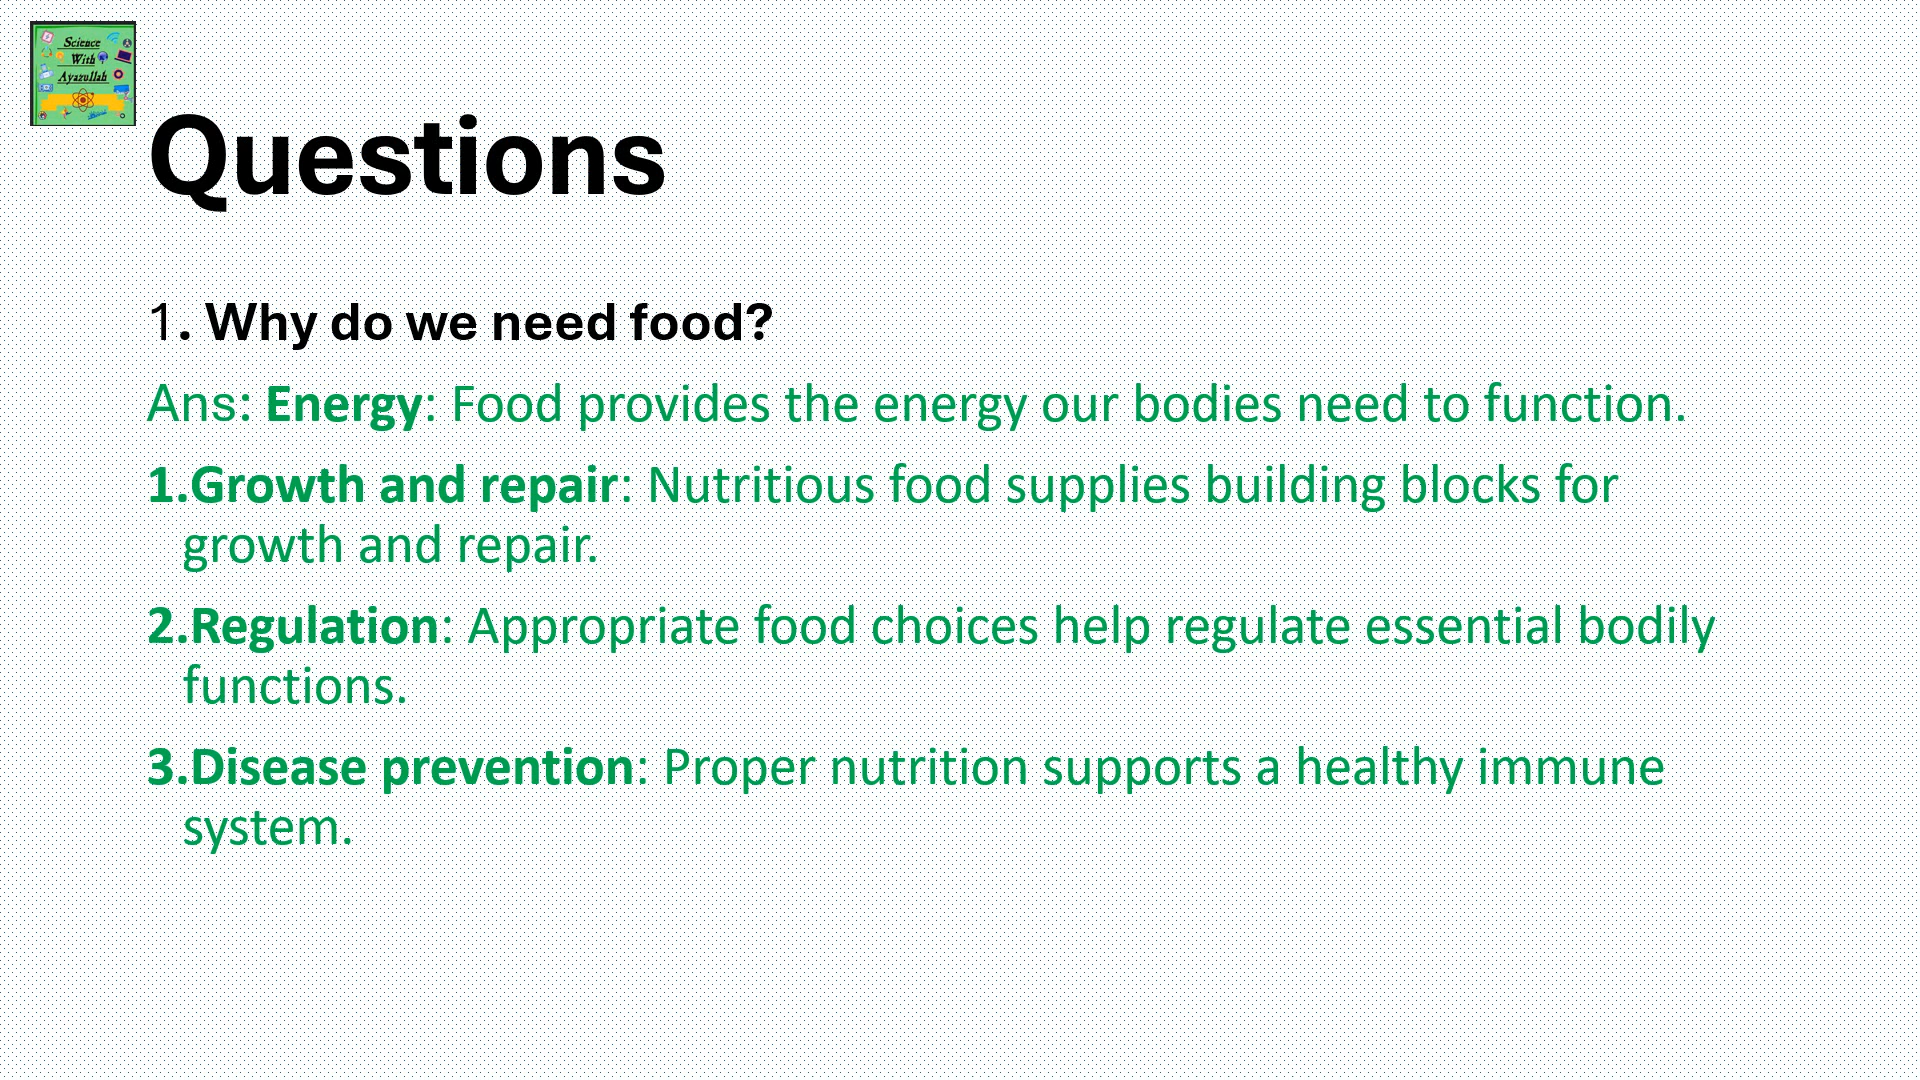 Science
With
Ayazullah
Questions
1. Why do we need food?
Ans: Energy: Food provides the energy our bodies need to function.
1.Growth and repair: Nutritious food supplies building blocks for
growth and repair.
2.Regulation: Appropriate food choices help regulate essential bodily
functions.
3.Disease prevention: Proper nutrition supports a healthy immune
system.